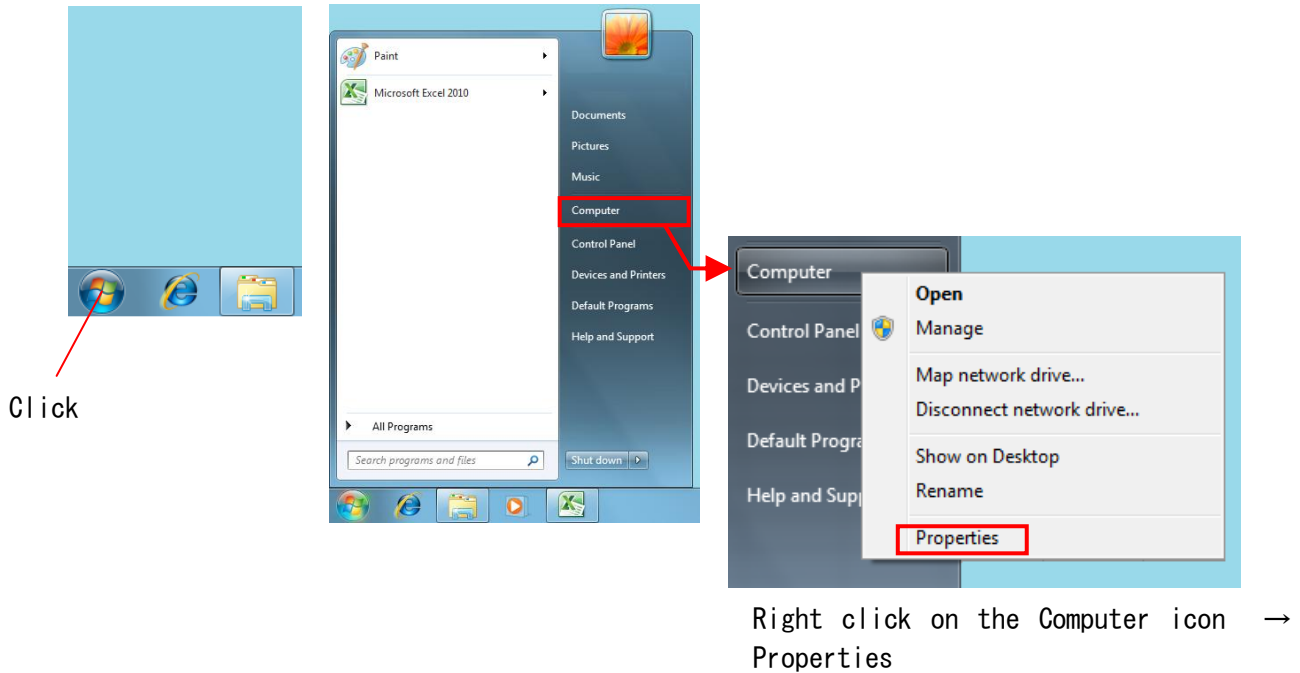 Click
Paint
Microsoft Excel 2010
All Programs
Search programs and files
Documents
Pictures
Music
Computer
Control Panel
Devices and Printers
Default Programs
Help and Support
Shut down
Computer
Control Panel
Devices and P
Default Progra
Help and Supp
Open
Manage
Map network drive...
Disconnect network drive...
Show on Desktop
Rename
Properties
Right click on the Computer icon →
Properties